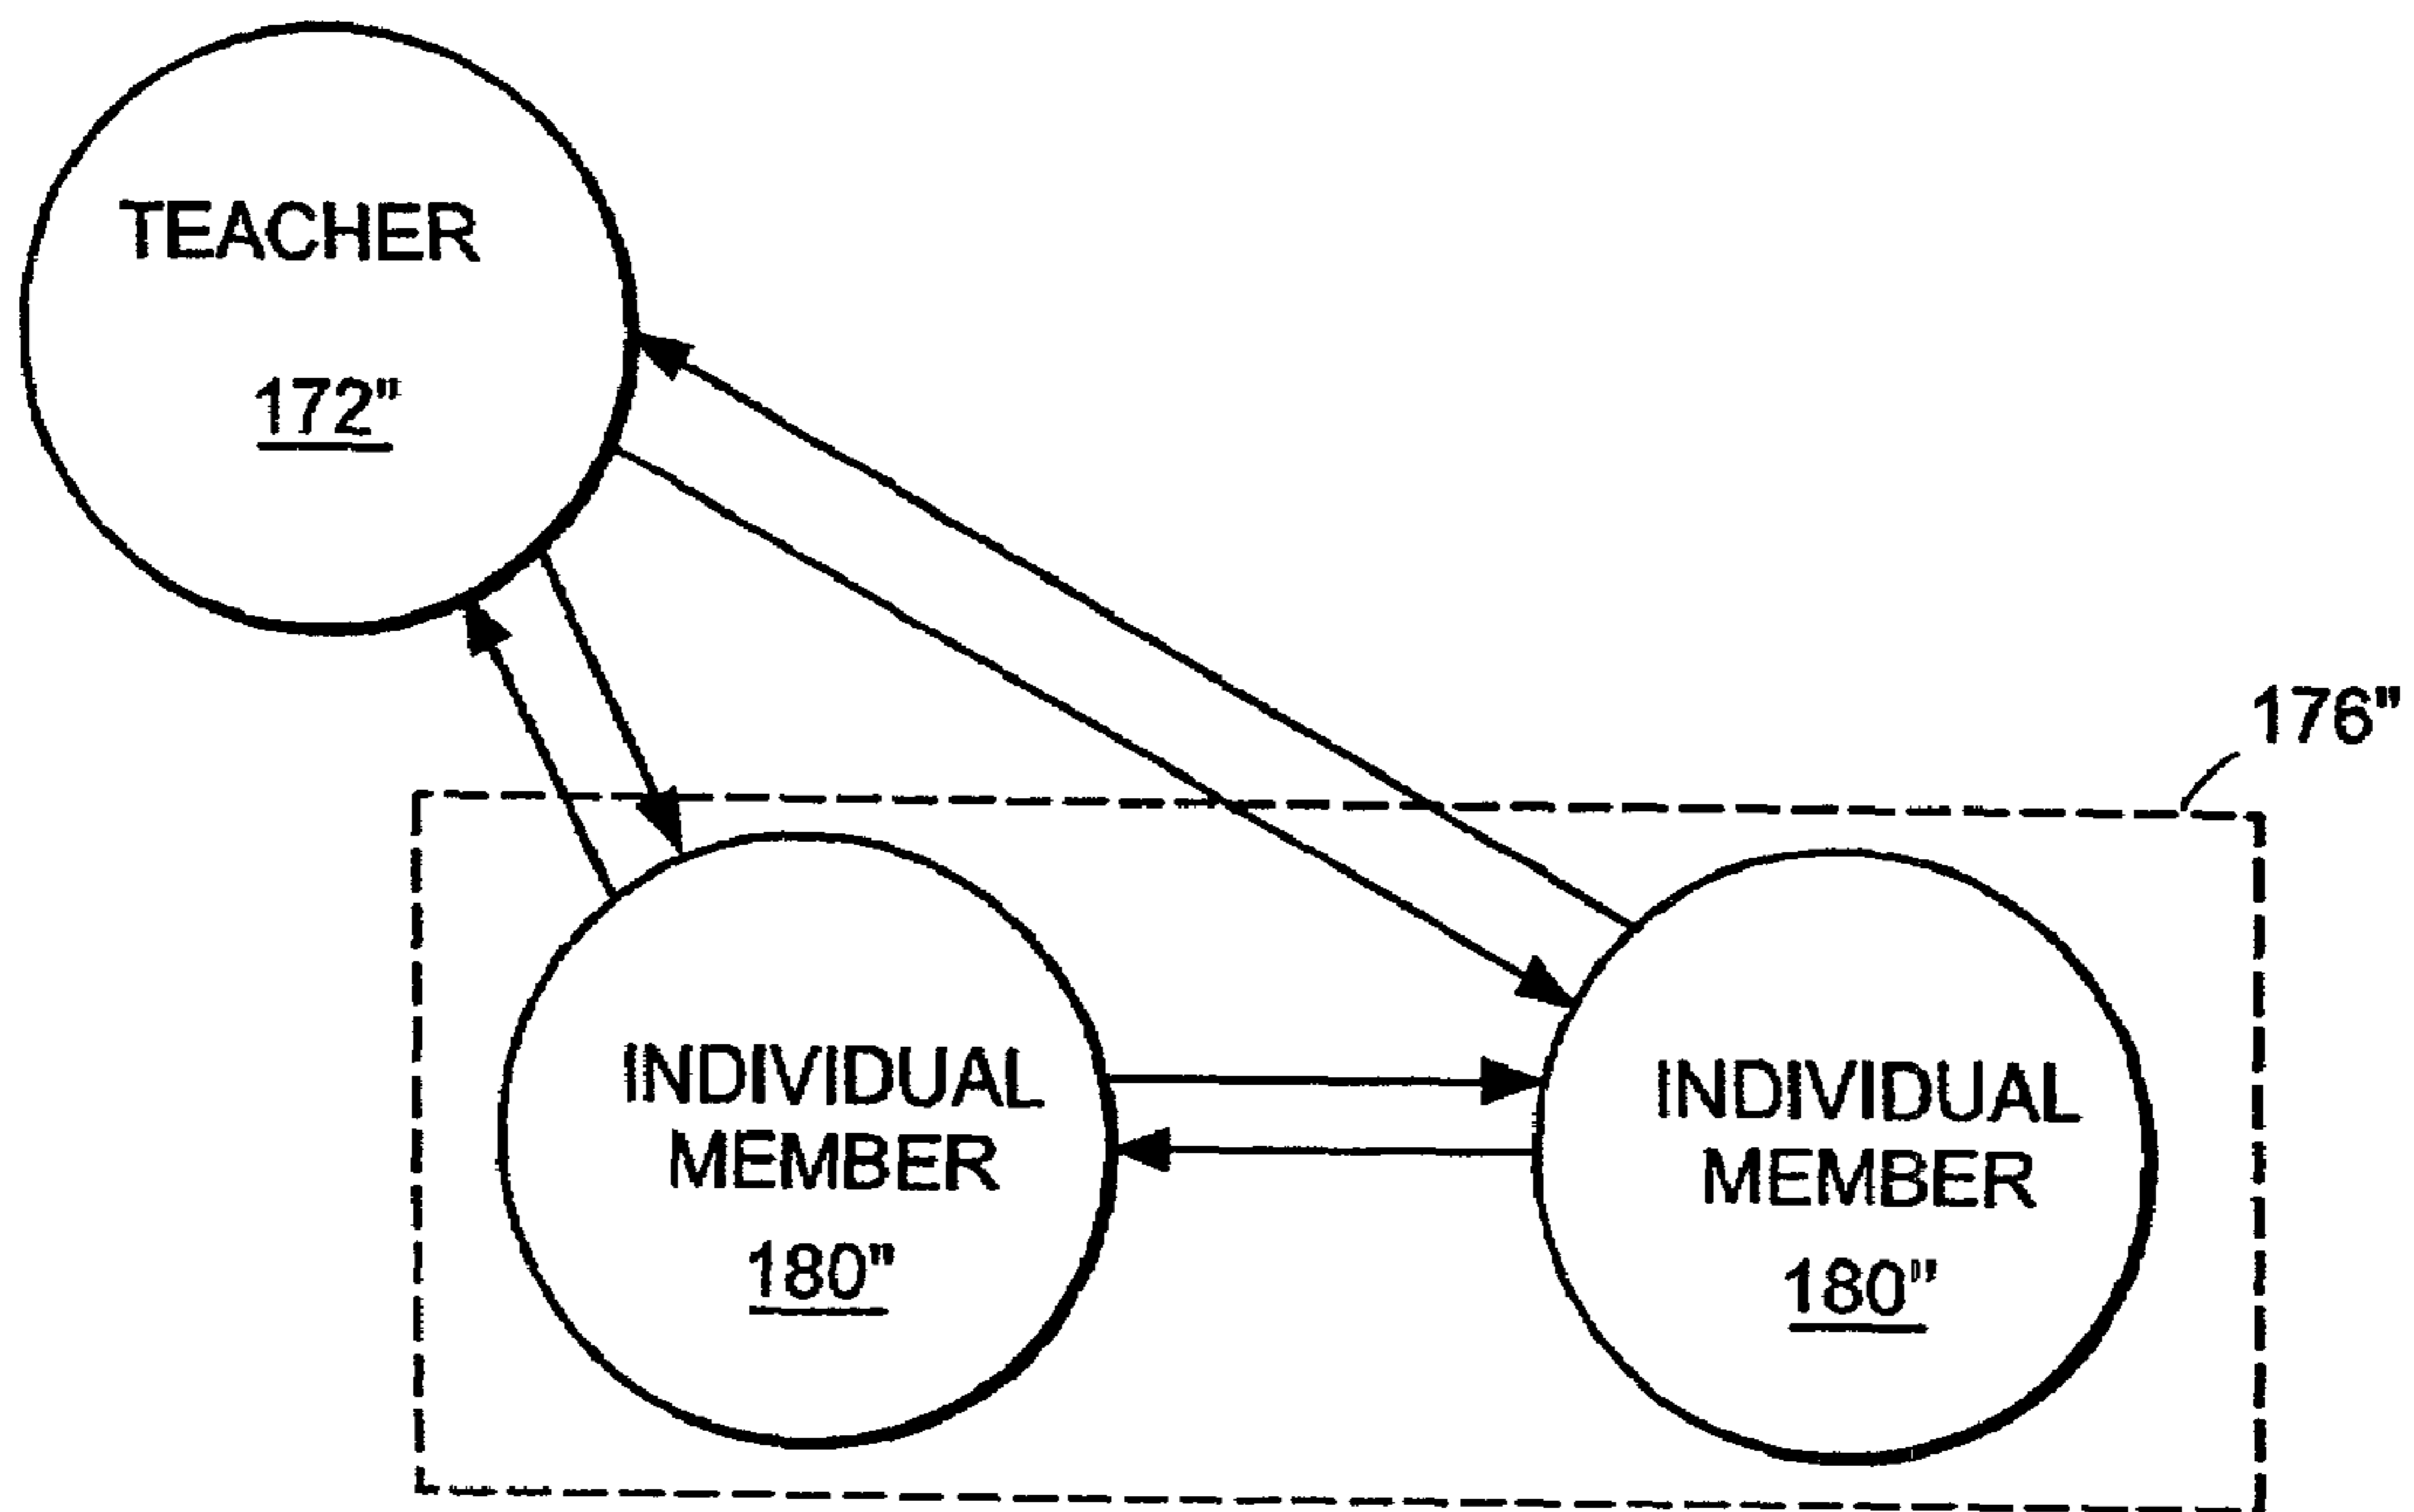 TEACHER
172"
176"
INDIVIDUAL
MEMBER
180"
INDIVIDUAL
MEMBER
180"